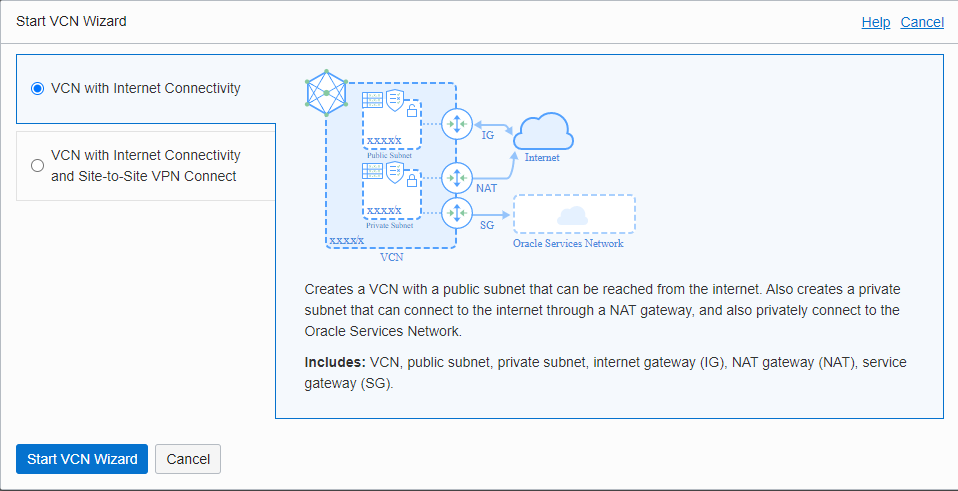 Start VCN Wizard
Help Cancel
VCN with Internet Connectivity
VCN with Internet Connectivity
and Site-to-Site VPN Connect
XXXX/X
Public Subnet
IG
Internet
XXXX/X
Private Subnet
NAT
SG
XXXX/X
VCN
Oracle Services Network
Creates a VCN with a public subnet that can be reached from the internet. Also creates a private
subnet that can connect to the internet through a NAT gateway, and also privately connect to the
Oracle Services Network.
Includes: VCN, public subnet, private subnet, internet gateway (IG), NAT gateway (NAT), service
gateway (SG).
Start VCN Wizard
Cancel